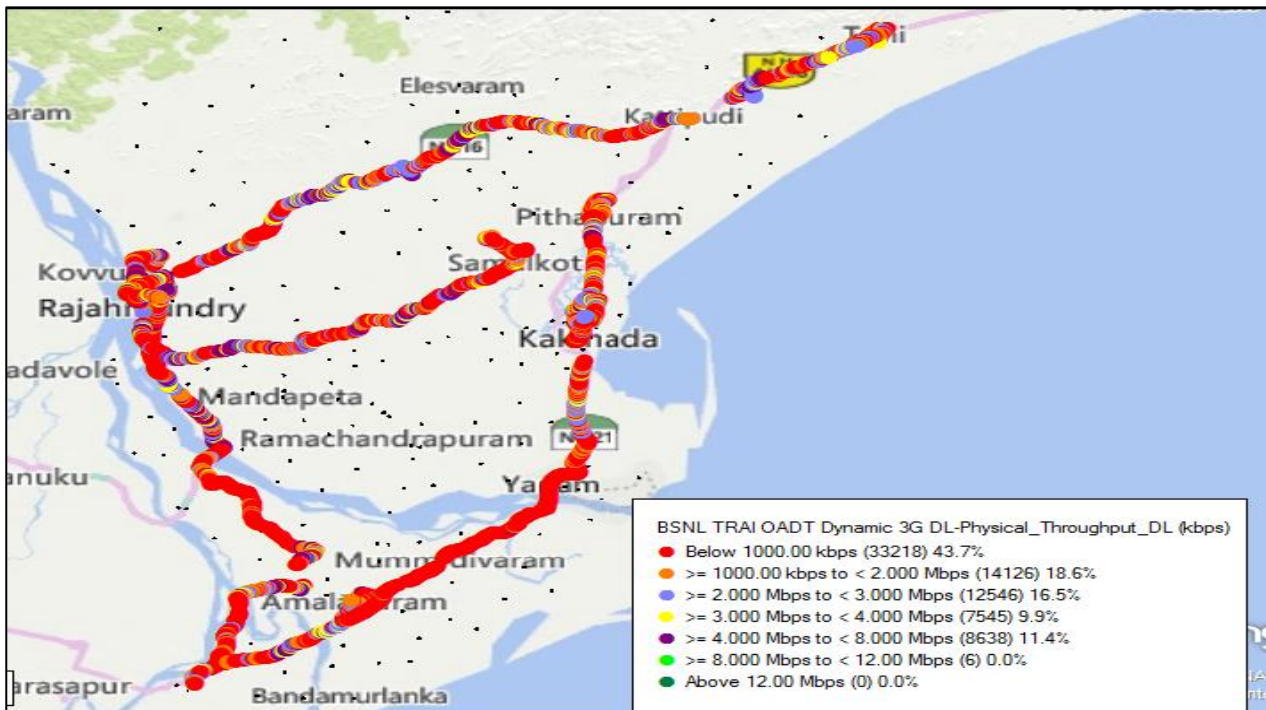 Elesvaram
aram
Pithapuram
Kovvu
Samalkot
Rajahmundry
Kakinada
adavole
Mandapeta
Ramachandrapuram
anuku
Yanam
BSNL TRAI OADT Dynamic 3G DL-Physical_Throughput_DL (kbps)
Below 1000.00 kbps (33218) 43.7%
>= 1000.00 kbps to < 2.000 Mbps (14126) 18.6%
Mummidivaram
>= 2.000 Mbps to < 3.000 Mbps (12546) 16.5%
Amalapuram
>= 3.000 Mbps to < 4.000 Mbps (7545) 9.9%
>= 4.000 Mbps to < 8.000 Mbps (8638) 11.4%
>= 8.000 Mbps to < 12.00 Mbps (6) 0.0%
arasapur
Bandamurlanka
Above 12.00 Mbps (0) 0.0%